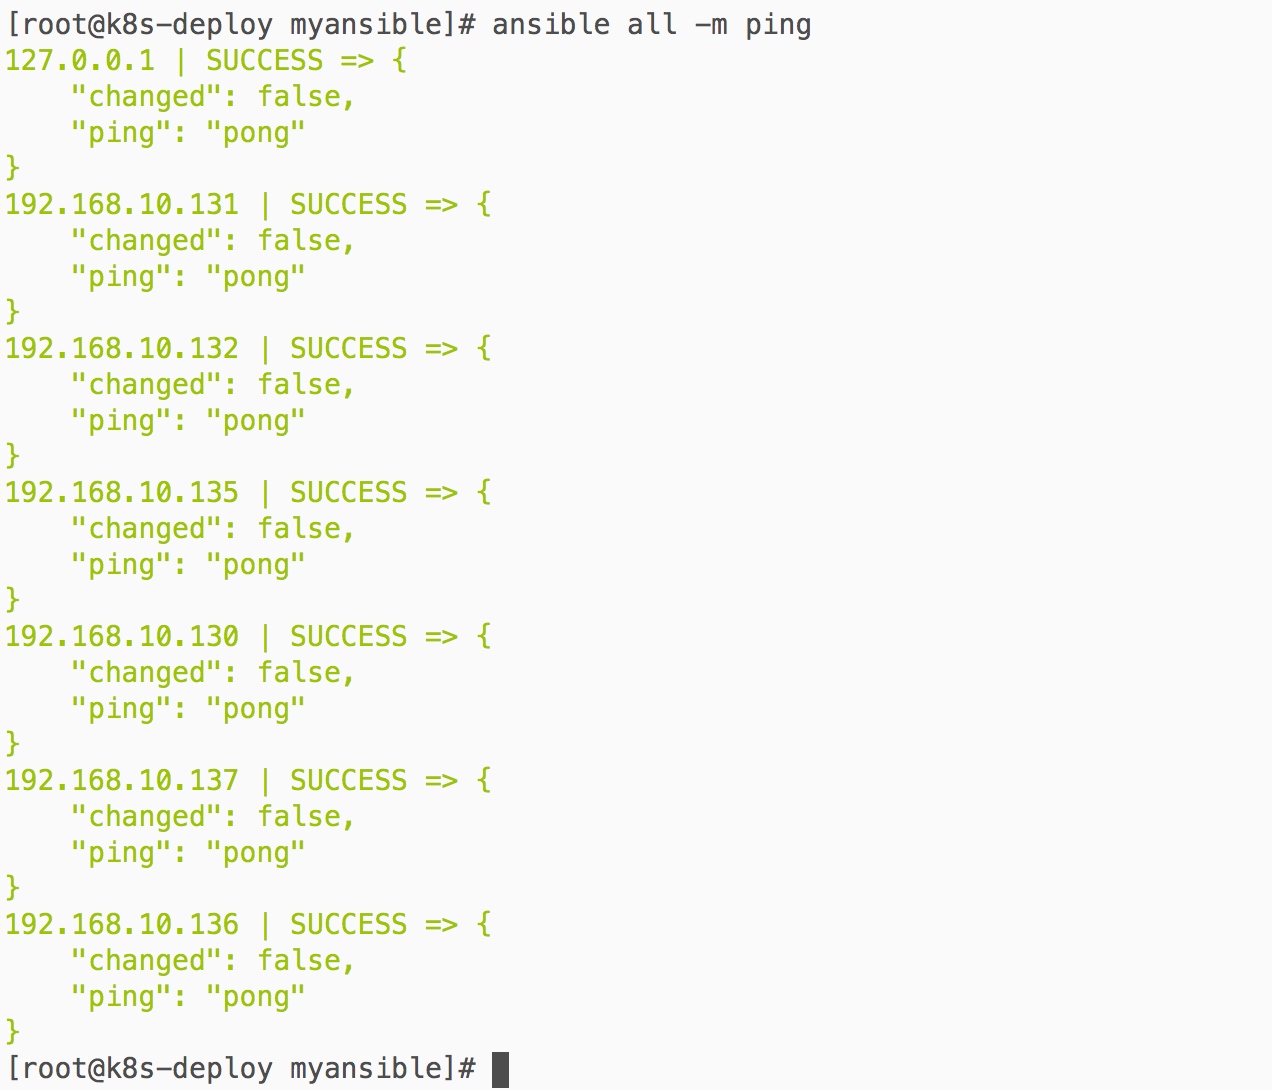 [root@k8s-deploy myansible]# ansible all -m ping
127.0.0.1 | SUCCESS => {
    "changed": false,
    "ping": "pong"
}
192.168.10.131 | SUCCESS => {
    "changed": false,
    "ping": "pong"
}
192.168.10.132 | SUCCESS => {
    "changed": false,
    "ping": "pong"
}
192.168.10.135 | SUCCESS => {
    "changed": false,
    "ping": "pong"
}
192.168.10.130 | SUCCESS => {
    "changed": false,
    "ping": "pong"
}
192.168.10.137 | SUCCESS => {
    "changed": false,
    "ping": "pong"
}
192.168.10.136 | SUCCESS => {
    "changed": false,
    "ping": "pong"
}
[root@k8s-deploy myansible]#